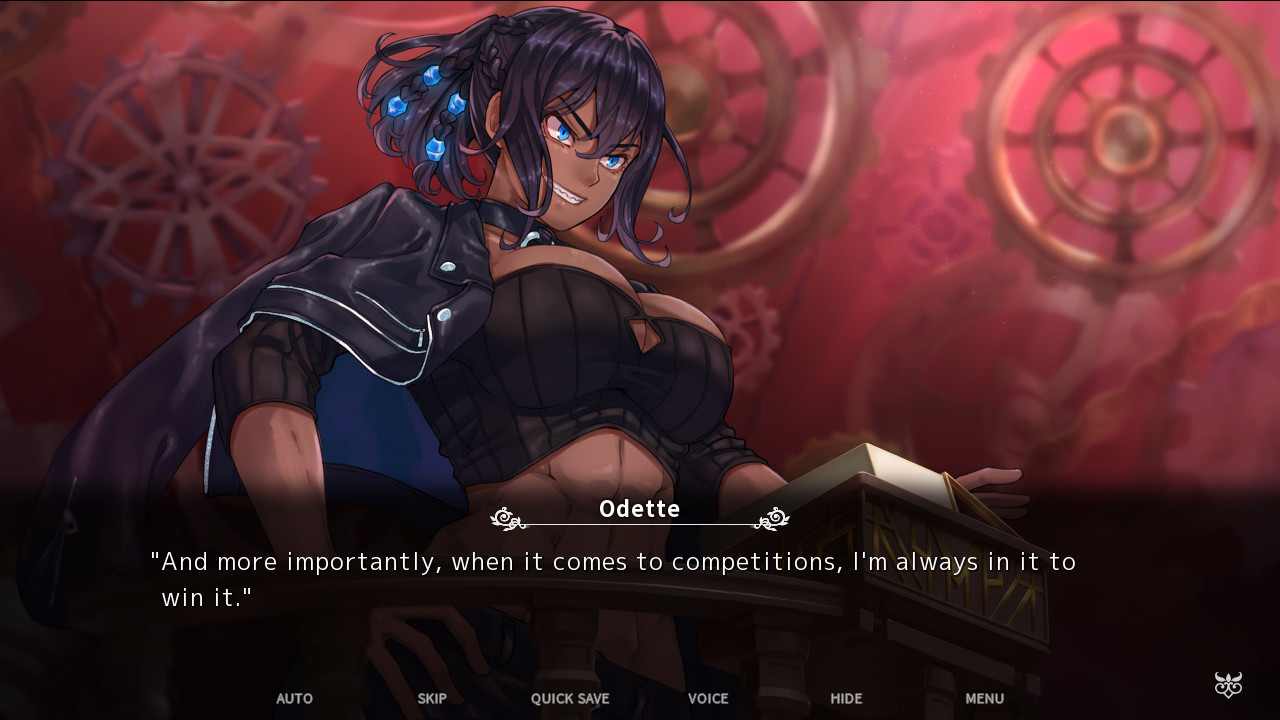 Odette
"And more importantly, when it comes to competitions, I'm always in it to
win it."
AUTO SKIP QUICK SAVE VOICE HIDE MENU